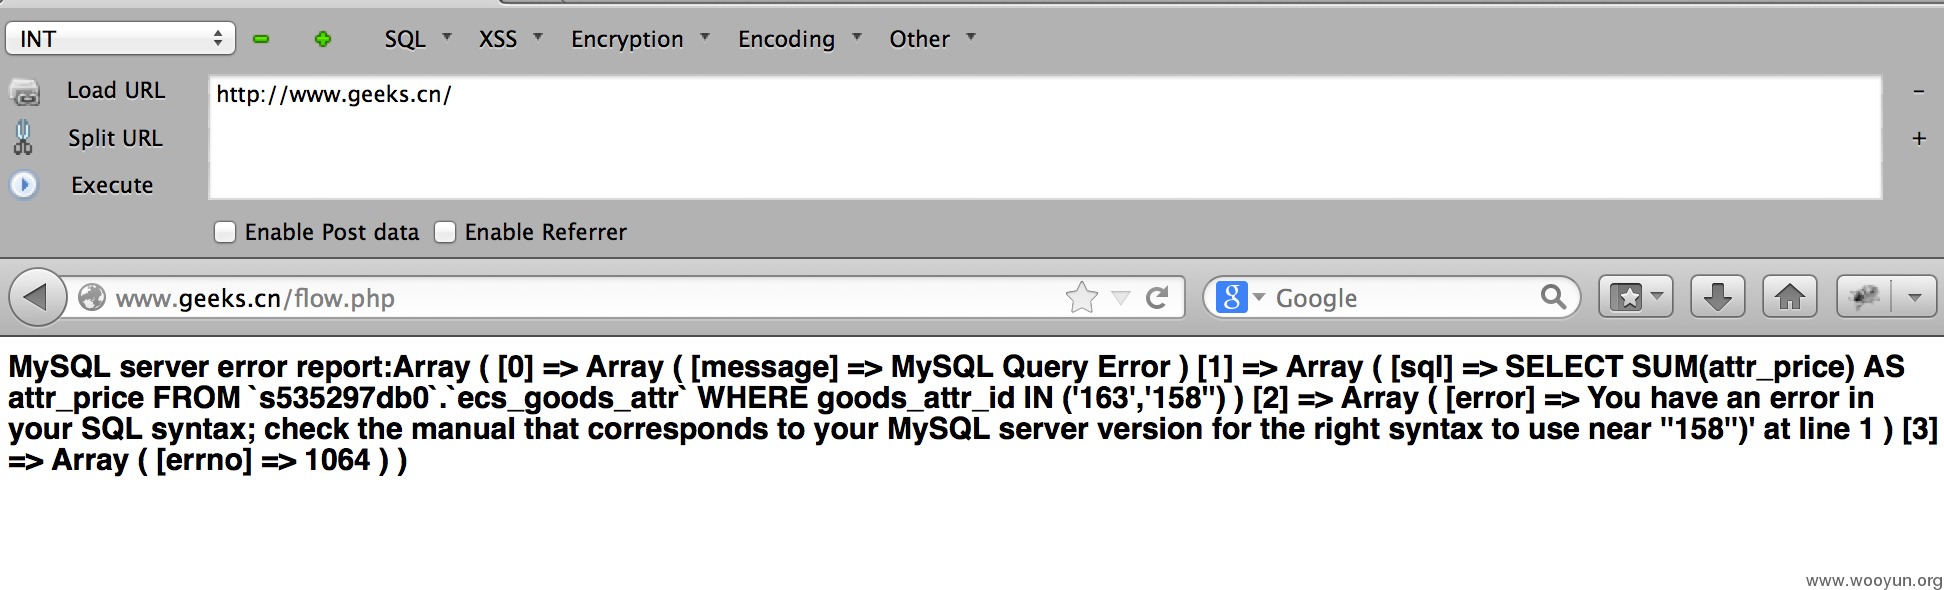 INT SQL XSS Encryption Encoding Other
Load URL http://www.geeks.cn/ -
Split URL +
Execute
Enable Post data Enable Referrer
www.geeks.cn/flow.php 8 Google
MySQL server error report:Array ( [0] => Array ( [message] => MySQL Query Error ) [1] => Array ( [sql] => SELECT SUM(attr_price) AS
attr_price FROM `s535297db0`.`ecs_goods_attr` WHERE goods_attr_id IN ('163','158'') ) [2] => Array ( [error] => You have an error in
your SQL syntax; check the manual that corresponds to your MySQL server version for the right syntax to use near ''158'')' at line 1 ) [3]
=> Array ( [errno] => 1064 ) )
www.wooyun.org